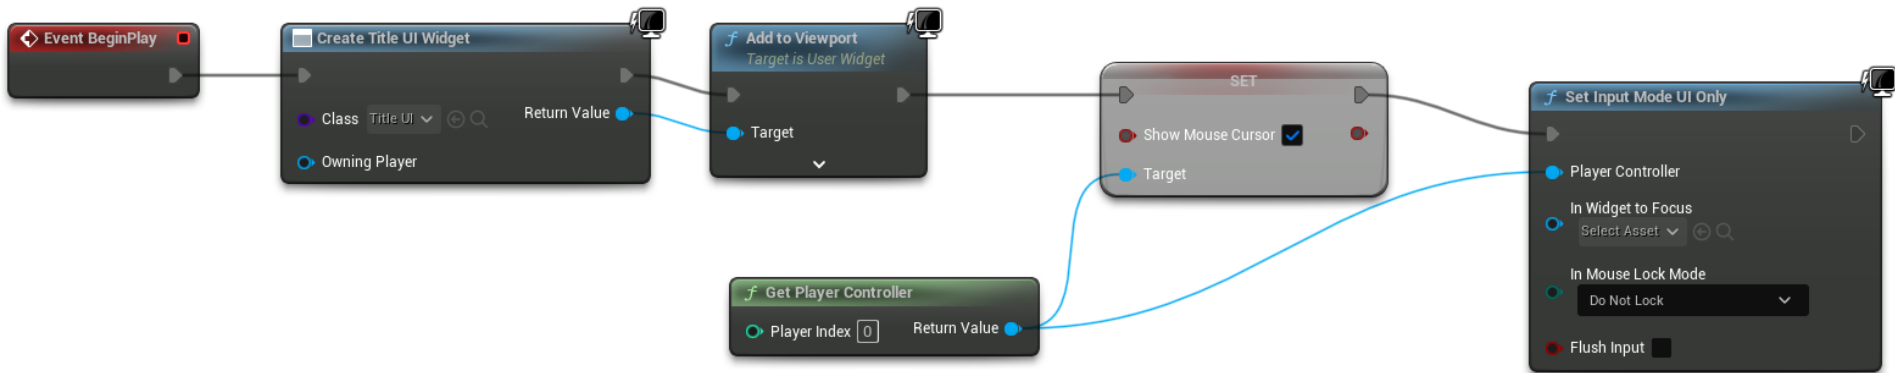 Event BeginPlay
Create Title UI Widget
Class
Title UI
Return Value
Owning Player
f Add to Viewport
Target is User Widget
Target
SET
Show Mouse Cursor
Target
f Get Player Controller
Player Index 0
Return Value
f Set Input Mode UI Only
Player Controller
In Widget to Focus
Select Asset
In Mouse Lock Mode
Do Not Lock
Flush Input